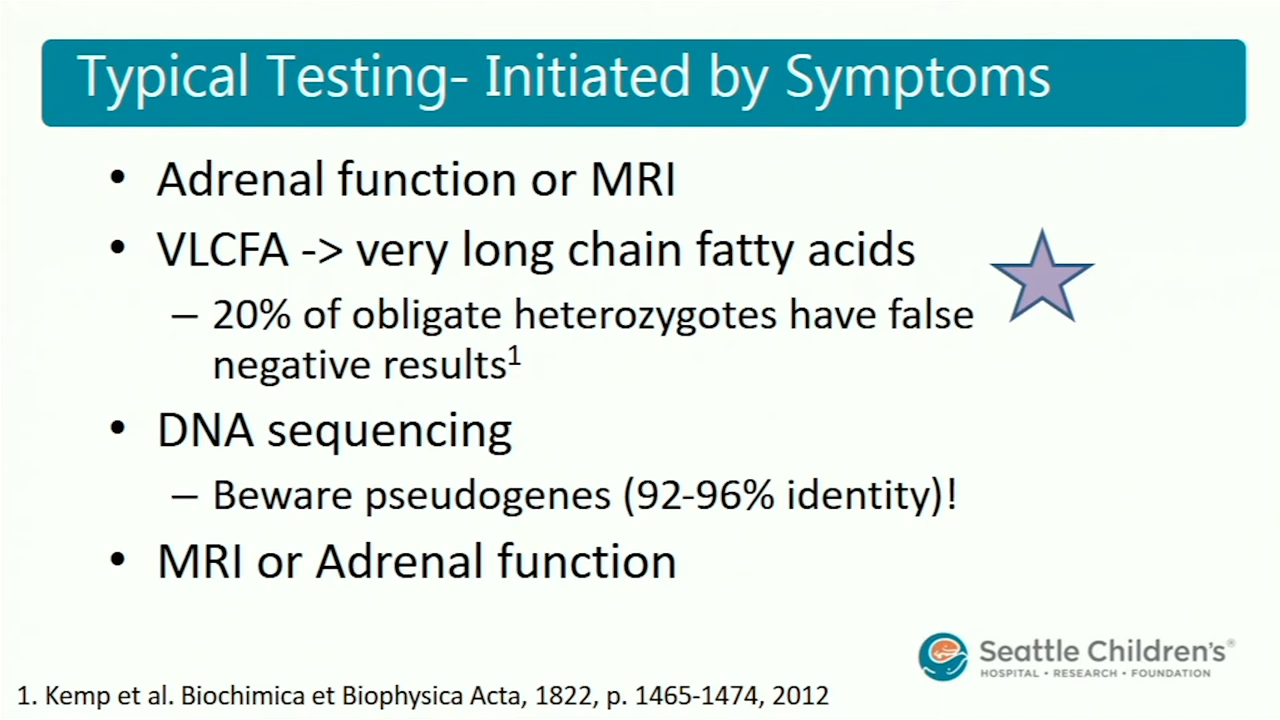 Typical Testing- Initiated by Symptoms
• Adrenal function or MRI
• VLCFA -> very long chain fatty acids
– 20% of obligate heterozygotes have false
negative results¹
• DNA sequencing
– Beware pseudogenes (92-96% identity)!
• MRI or Adrenal function
Seattle Children's®
HOSPITAL • RESEARCH • FOUNDATION
1. Kemp et al. Biochimica et Biophysica Acta, 1822, p. 1465-1474, 2012